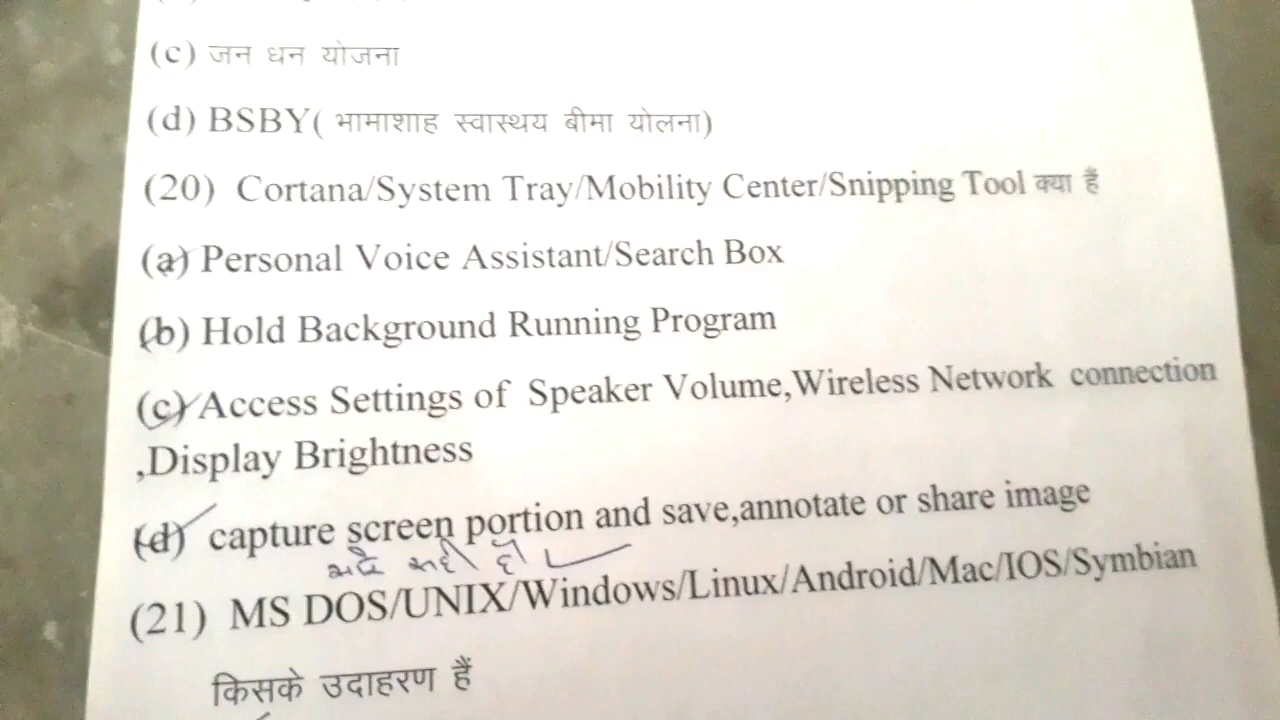 (c) जन धन योजना
(d) BSBY( भामाशाह स्वास्थय बीमा योलना)
(20) Cortana/System Tray/Mobility Center/Snipping Tool क्या हैं
(a) Personal Voice Assistant/Search Box
(b) Hold Background Running Program
(c) Access Settings of Speaker Volume,Wireless Network connection
,Display Brightness
(d) capture screen portion and save,annotate or share image
सही हो
(21) MS DOS/UNIX/Windows/Linux/Android/Mac/IOS/Symbian
किसके उदाहरण हैं